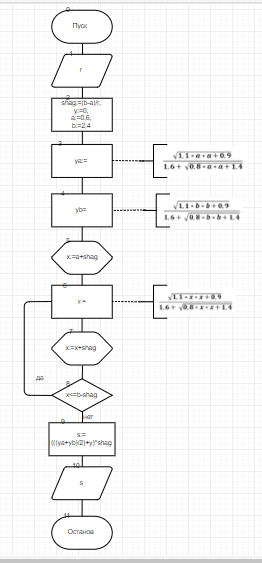 0
Пуск
1
r
2
shag:=(b-a)/r,
y:=0,
a:=0,6,
b:=2,4
3
ya:=
√1,1 * a * a + 0,9
1.6 + √0,8 * a * a + 1,4
4
yb=
√1,1 * b * b + 0,9
1.6 + √0,8 * b * b + 1,4
5
x:=a+shag
6
y:=
√1,1 * x * x + 0,9
1.6 + √0,8 * x * x + 1,4
7
x:=x+shag
да
8
x<=b-shag
нет
9
s:=
(((ya+yb)/2)+y)*shag
10
s
11
Останов